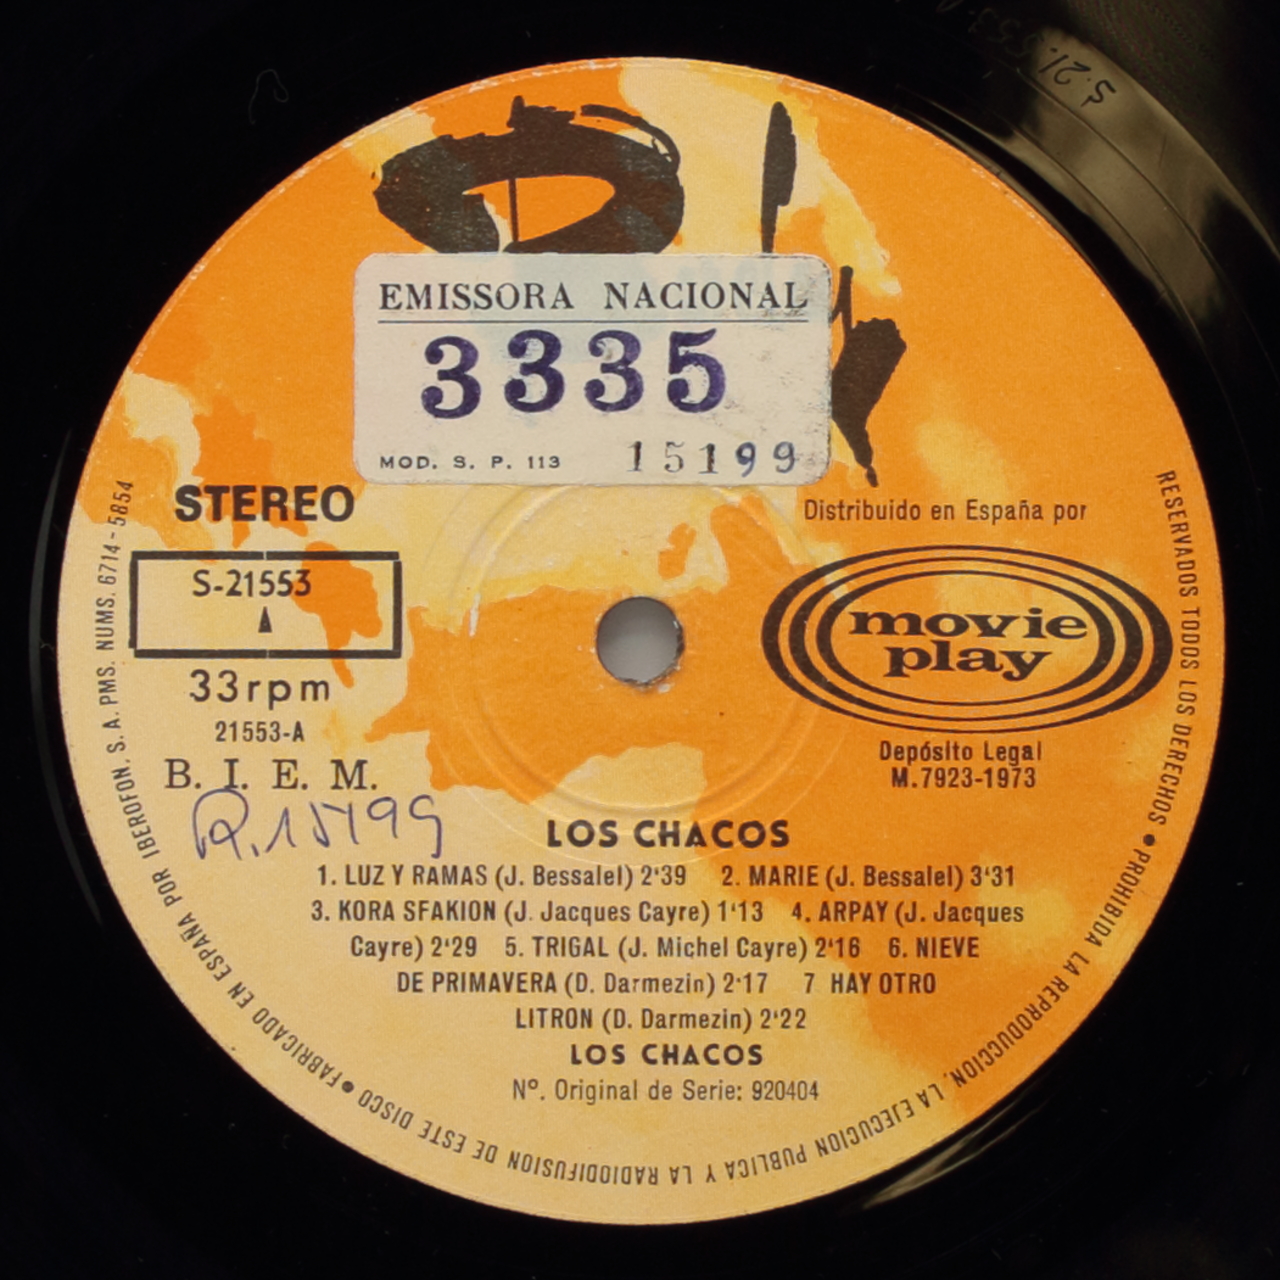 EMISSORA NACIONAL
3335
MOD. S. P. 113 15199
STEREO
S-21553
A
33rpm
21553-A
B. I. E. M.
R.15199
Distribuido en España por
movie
play
Depósito Legal
M.7923-1973
LOS CHACOS
1. LUZ Y RAMAS (J. Bessalel) 2'39 2. MARIE (J. Bessalel) 3'31
3. KORA SFAKION (J. Jacques Cayre) 1'13 4. ARPAY (J. Jacques
Cayre) 2'29 5. TRIGAL (J. Michel Cayre) 2'16 6. NIEVE
DE PRIMAVERA (D. Darmezin) 2'17 7 HAY OTRO
LITRON (D. Darmezin) 2'22
LOS CHACOS
Nº. Original de Serie: 920404
RESERVADOS TODOS LOS DERECHOS • PROHIBIDA LA REPRODUCCION, LA EJECUCION PUBLICA Y LA RADIODIFUSION DE ESTE DISCO • FABRICADO EN ESPAÑA POR IBEROFON, S. A. PMS. NUMS. 6714-5854